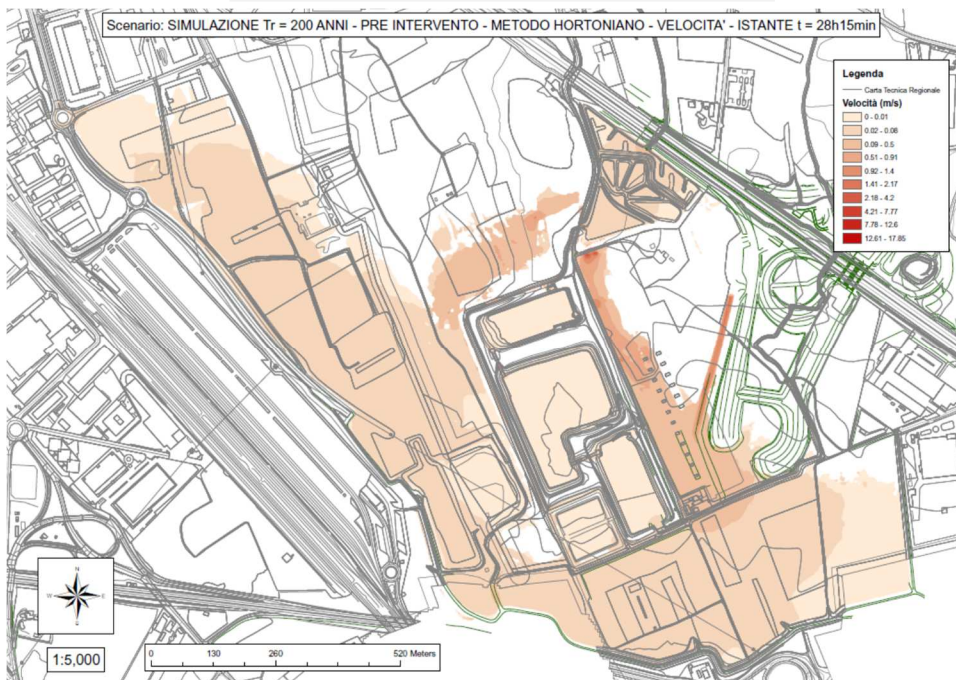 Scenario: SIMULAZIONE Tr = 200 ANNI - PRE INTERVENTO - METODO HORTONIANO - VELOCITA' - ISTANTE t = 28h15min
Legenda
Carta Tecnica Regionale
Velocità (m/s)
0 - 0.01
0.02 - 0.08
0.09 - 0.5
0.51 - 0.91
0.92 - 1.4
1.41 - 2.17
2.18 - 4.2
4.21 - 7.77
7.78 - 12.6
12.61 - 17.85
N
W E
S
1:5,000
0 130 260 520 Meters